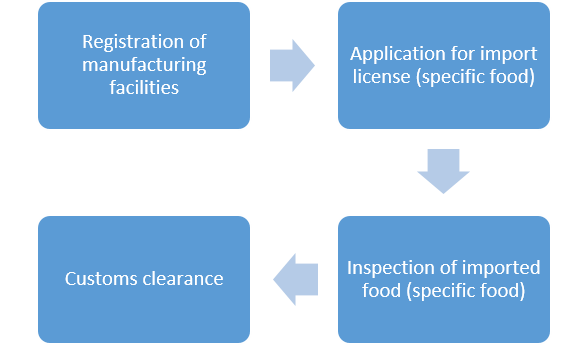 Registration of
manufacturing
facilities
Application for import
license (specific food)
Inspection of imported
food (specific food)
Customs clearance